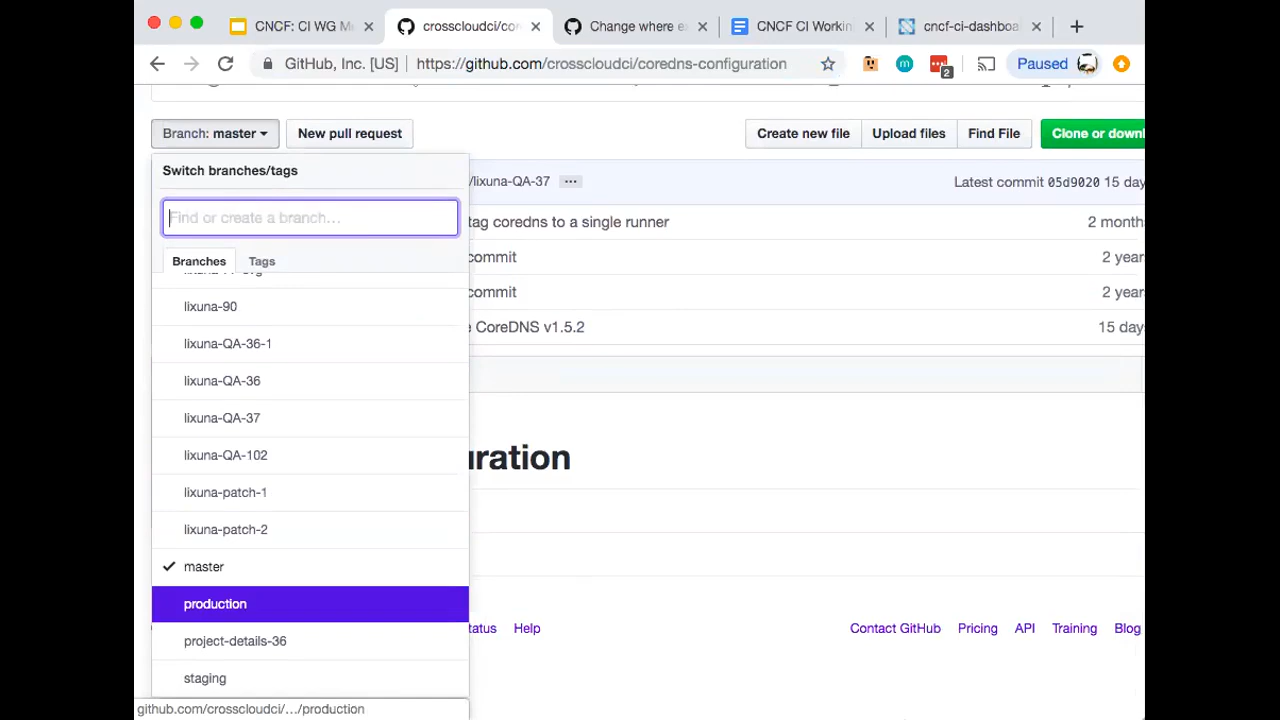 CNCF: CI WG M
crosscloudci/co
Change where e
CNCF CI Workin
cncf-ci-dashboa
GitHub, Inc. [US] | https://github.com/crosscloudci/coredns-configuration
2
Paused
Branch: master
New pull request
Create new file
Upload files
Find File
Clone or downl
Switch branches/tags
/lixuna-QA-37
Latest commit 05d9020 15 day
Find or create a branch...
tag coredns to a single runner
2 month
Branches
Tags
commit
2 year
lixuna-90
commit
2 year
e CoreDNS v1.5.2
15 day
lixuna-QA-36-1
lixuna-QA-36
lixuna-QA-37
lixuna-QA-102
uration
lixuna-patch-1
lixuna-patch-2
master
production
tatus
Help
Contact GitHub
Pricing
API
Training
Blog
project-details-36
staging
github.com/crosscloudci/.../production